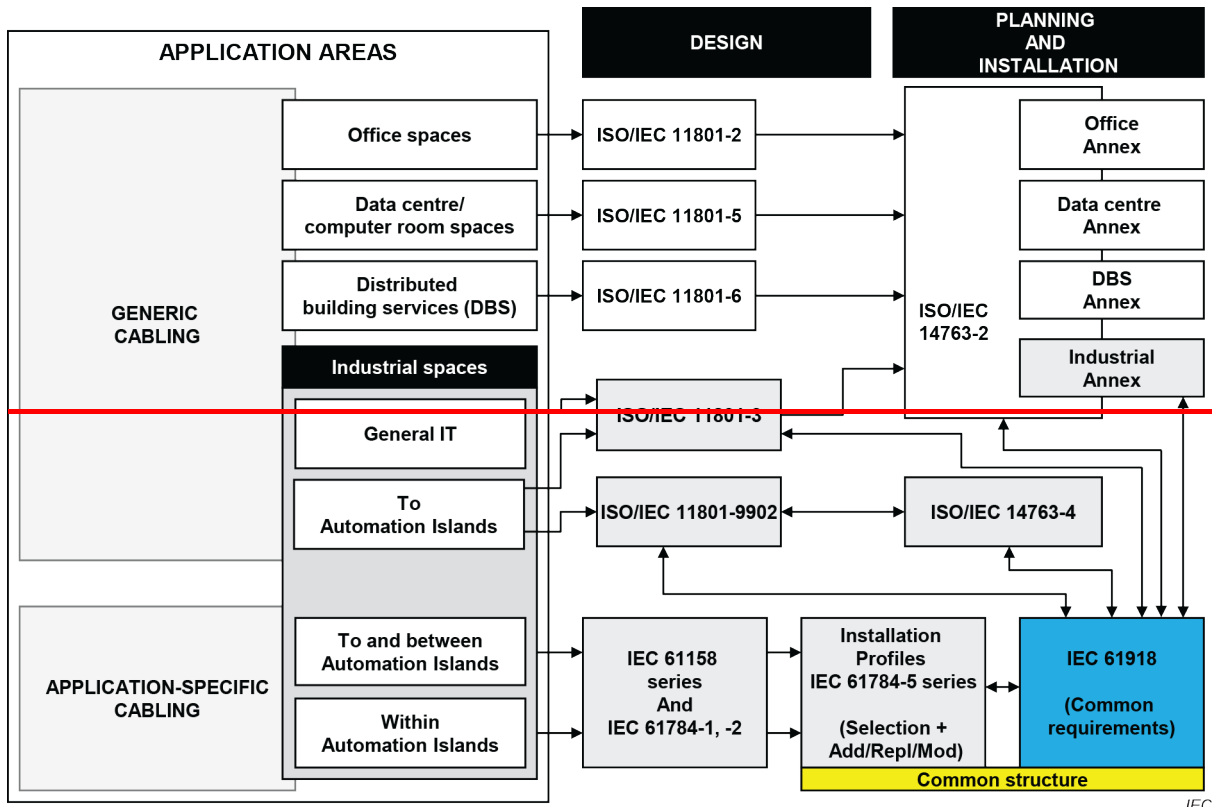 APPLICATION AREAS
DESIGN
PLANNING
AND
INSTALLATION
GENERIC
CABLING
Office spaces
ISO/IEC 11801-2
Office
Annex
Data centre/
computer room spaces
ISO/IEC 11801-5
Data centre
Annex
Distributed
building services (DBS)
ISO/IEC 11801-6
DBS
Annex
ISO/IEC
14763-2
Industrial spaces
Industrial
Annex
General IT
ISO/IEC 11801-3
To
Automation Islands
ISO/IEC 11801-9902
ISO/IEC 14763-4
APPLICATION-SPECIFIC
CABLING
To and between
Automation Islands
Within
Automation Islands
IEC 61158
series
And
IEC 61784-1, -2
Installation
Profiles
IEC 61784-5 series
(Selection +
Add/Repl/Mod)
IEC 61918
(Common
requirements)
Common structure
IEC